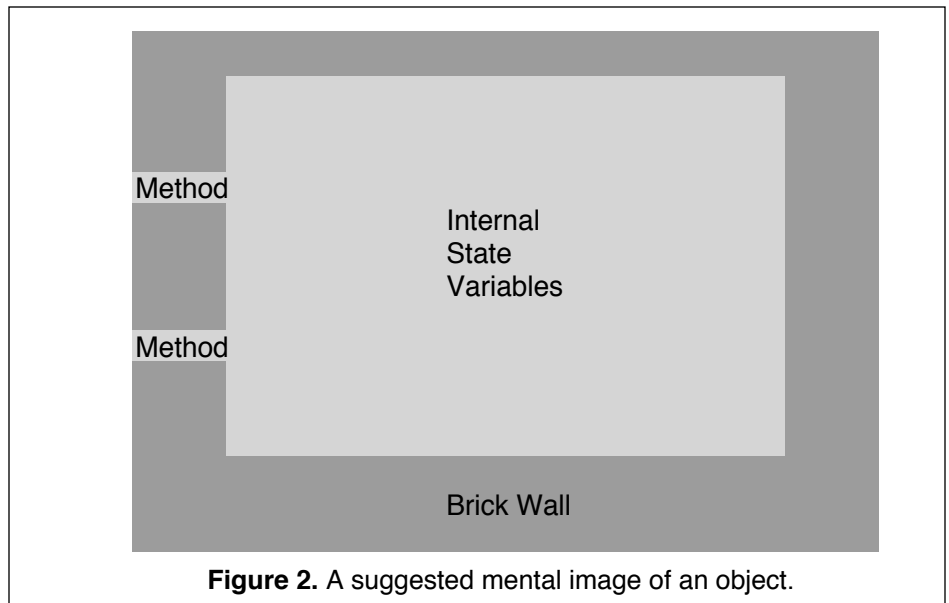 Method
Internal
State
Variables
Method
Brick Wall
Figure 2. A suggested mental image of an object.